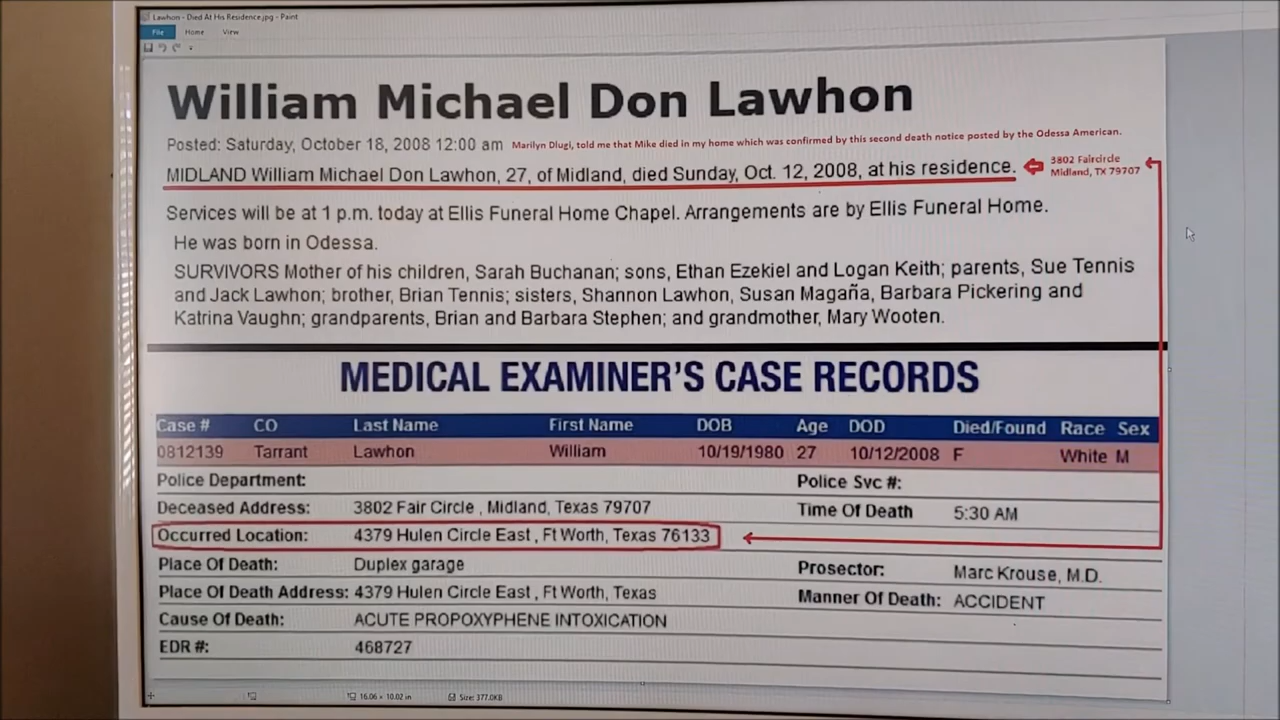 Lawhon - Died At His Residence.jpg - Paint
File Home View
William Michael Don Lawhon
Posted: Saturday, October 18, 2008 12:00 am Marilyn Dlugi, told me that Mike died in my home which was confirmed by this second death notice posted by the Odessa American.
MIDLAND William Michael Don Lawhon, 27, of Midland, died Sunday, Oct. 12, 2008, at his residence.
3802 Faircircle
Midland, TX 79707
Services will be at 1 p.m. today at Ellis Funeral Home Chapel. Arrangements are by Ellis Funeral Home.
He was born in Odessa.
SURVIVORS Mother of his children, Sarah Buchanan; sons, Ethan Ezekiel and Logan Keith; parents, Sue Tennis
and Jack Lawhon; brother, Brian Tennis; sisters, Shannon Lawhon, Susan Magaña, Barbara Pickering and
Katrina Vaughn; grandparents, Brian and Barbara Stephen; and grandmother, Mary Wooten.
MEDICAL EXAMINER'S CASE RECORDS
Case # CO Last Name First Name DOB Age DOD Died/Found Race Sex
0812139 Tarrant Lawhon William 10/19/1980 27 10/12/2008 F White M
Police Department: Police Svc #:
Deceased Address: 3802 Fair Circle , Midland, Texas 79707 Time Of Death 5:30 AM
Occurred Location: 4379 Hulen Circle East , Ft Worth, Texas 76133
Place Of Death: Duplex garage Prosector: Marc Krouse, M.D.
Place Of Death Address: 4379 Hulen Circle East , Ft Worth, Texas Manner Of Death: ACCIDENT
Cause Of Death: ACUTE PROPOXYPHENE INTOXICATION
EDR #: 468727
16.06 × 10.02 in Size: 377.0KB